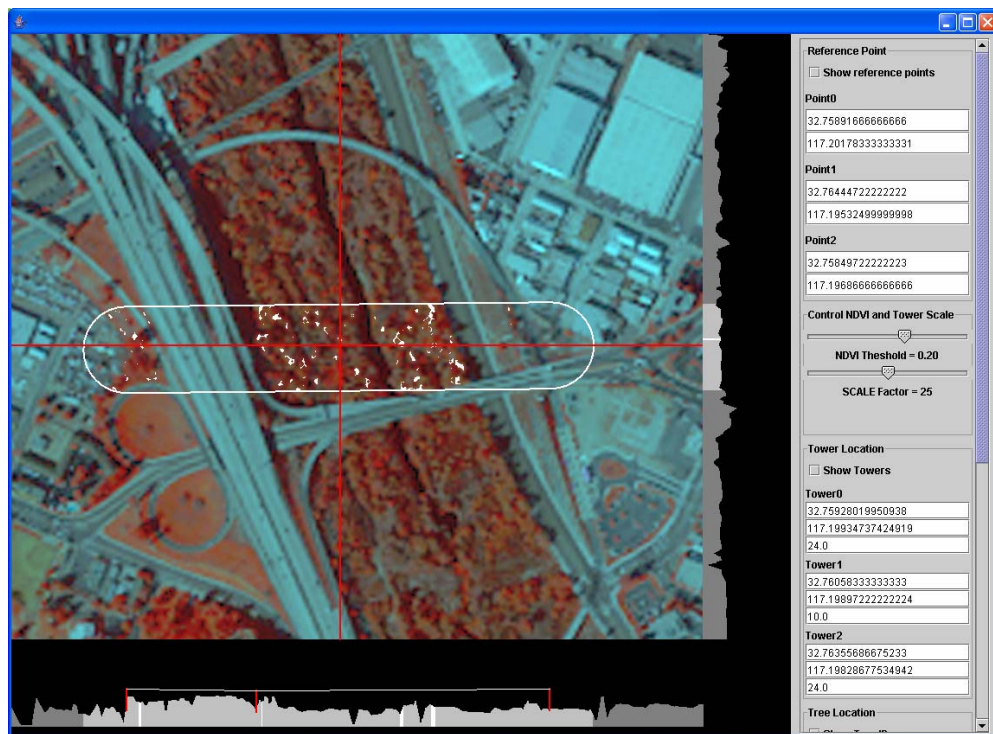 Reference Point
Show reference points
Point0
32.75891666666666
117.20178333333331
Point1
32.76444722222222
117.19532499999998
Point2
32.75849722222223
117.19686666666666
Control NDVI and Tower Scale
NDVI Theshold = 0.20
SCALE Factor = 25
Tower Location
Show Towers
Tower0
32.75928019950938
117.19934737424919
24.0
Tower1
32.76058333333333
117.19897222222224
10.0
Tower2
32.76355686675233
117.19828677534942
24.0
Tree Location